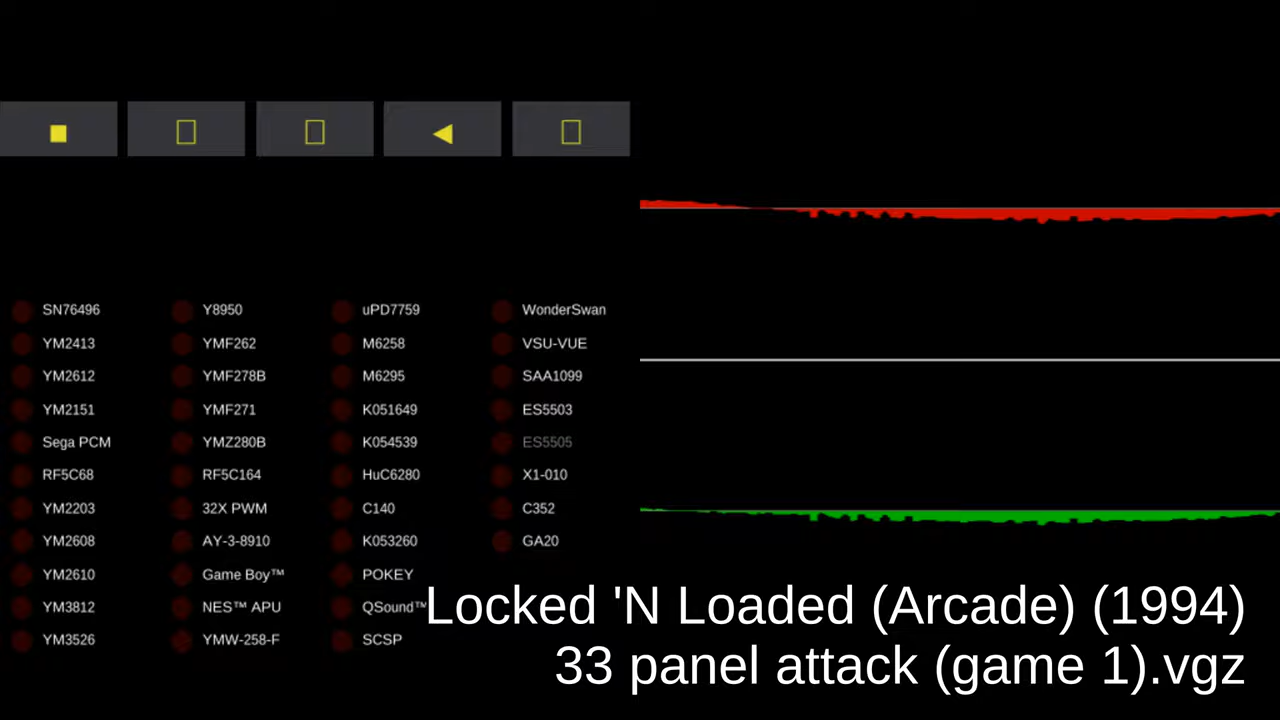 SN76496 Y8950 uPD7759 WonderSwan
YM2413 YMF262 M6258 VSU-VUE
YM2612 YMF278B M6295 SAA1099
YM2151 YMF271 K051649 ES5503
Sega PCM YMZ280B K054539 ES5505
RF5C68 RF5C164 HuC6280 X1-010
YM2203 32X PWM C140 C352
YM2608 AY-3-8910 K053260 GA20
YM2610 Game Boy™ POKEY
YM3812 NES™ APU QSound™
YM3526 YMW-258-F SCSP
Locked 'N Loaded (Arcade) (1994)
33 panel attack (game 1).vgz